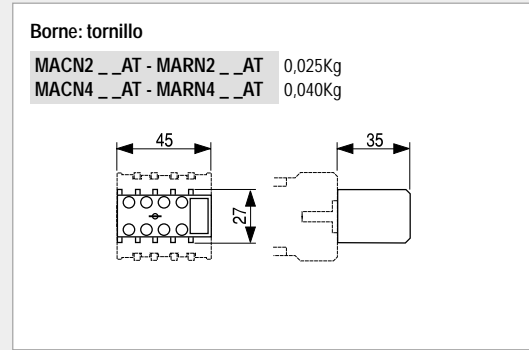 Borne: tornillo
MACN2 _ _AT - MARN2 _ _AT 0,025Kg
MACN4 _ _AT - MARN4 _ _AT 0,040Kg
45
35
27